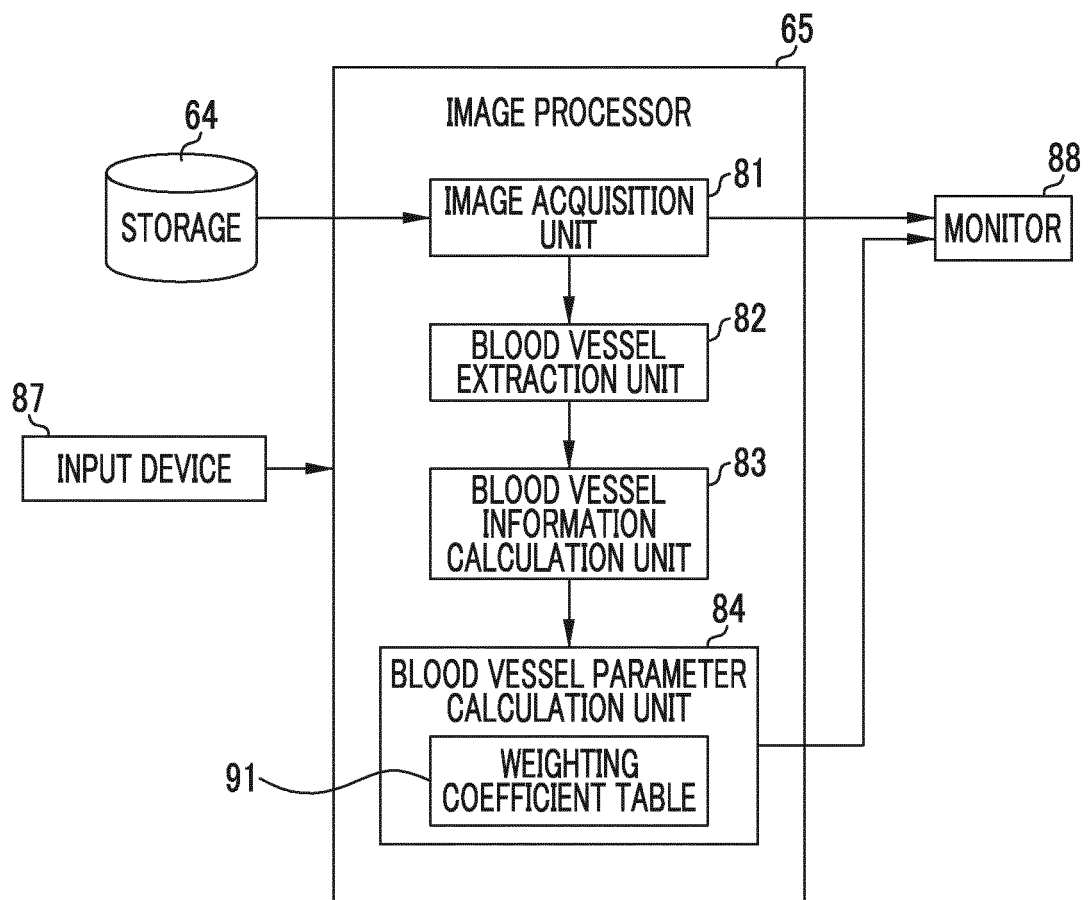 65
IMAGE PROCESSOR
64
STORAGE
81
IMAGE ACQUISITION
UNIT
88
MONITOR
82
BLOOD VESSEL
EXTRACTION UNIT
87
INPUT DEVICE
83
BLOOD VESSEL
INFORMATION
CALCULATION UNIT
84
BLOOD VESSEL PARAMETER
CALCULATION UNIT
91
WEIGHTING
COEFFICIENT TABLE